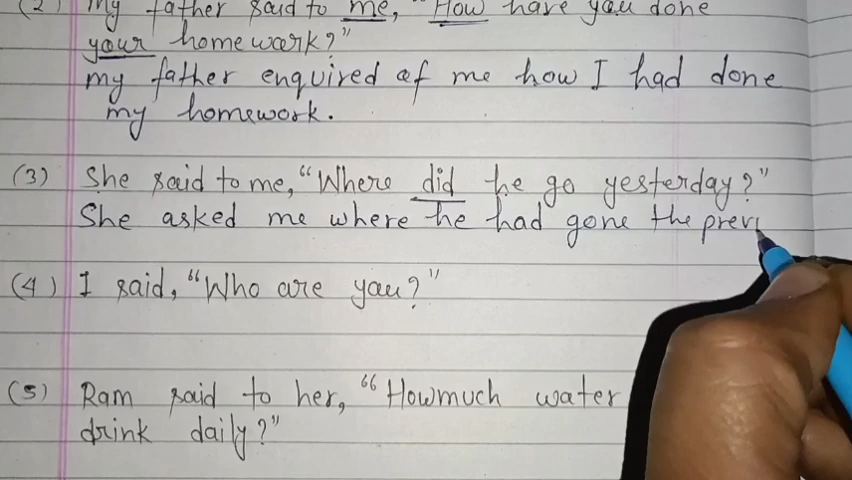 (2) My father said to me, "How have you done
your homework?"
my father enquired of me how I had done
my homework.
(3) She said to me, "Where did he go yesterday?"
She asked me where he had gone the previ
(4) I said, "Who are you?"
(5) Ram said to her, "Howmuch water
drink daily?"